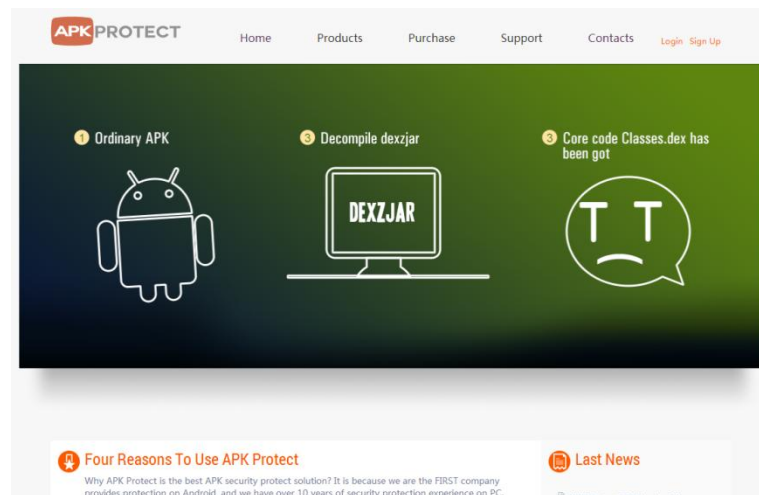 APKPROTECT
Home Products Purchase Support Contacts Login Sign Up
1 Ordinary APK
3 Decompile dexzjar
3 Core code Classes.dex has
been got
DEXZJAR
T T
Four Reasons To Use APK Protect
Last News
Why APK Protect is the best APK security protect solution? It is because we are the FIRST company
provides protection on Android, and we have over 10 years of security protection experience on PC.